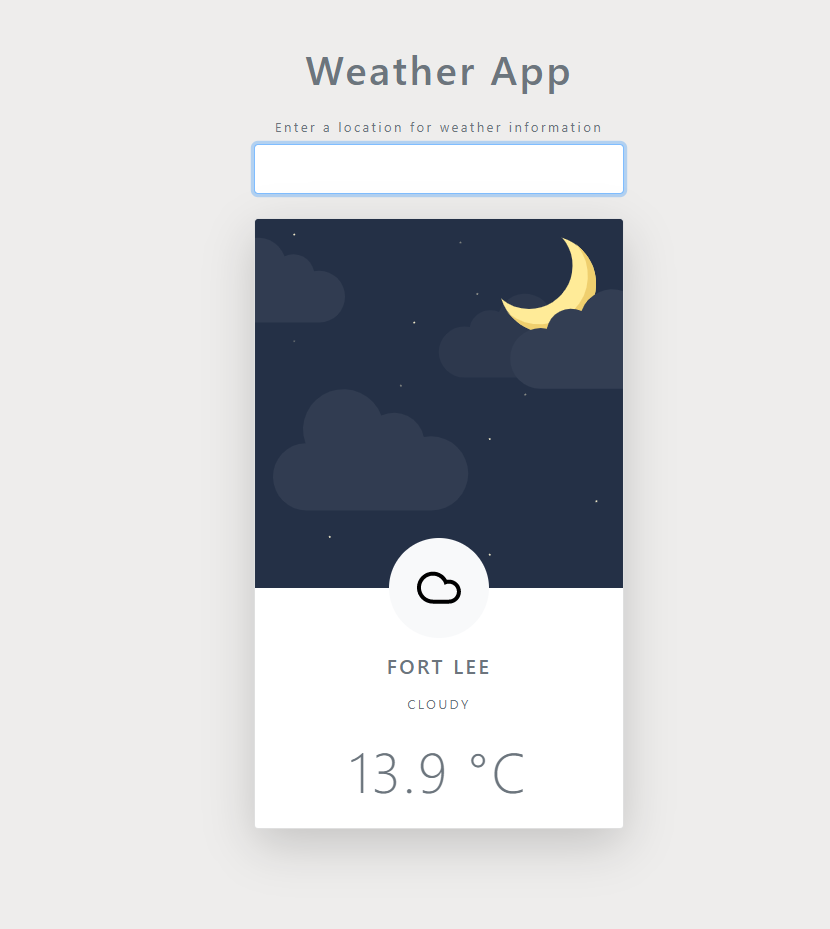 Weather App
Enter a location for weather information
FORT LEE
CLOUDY
13.9 °C